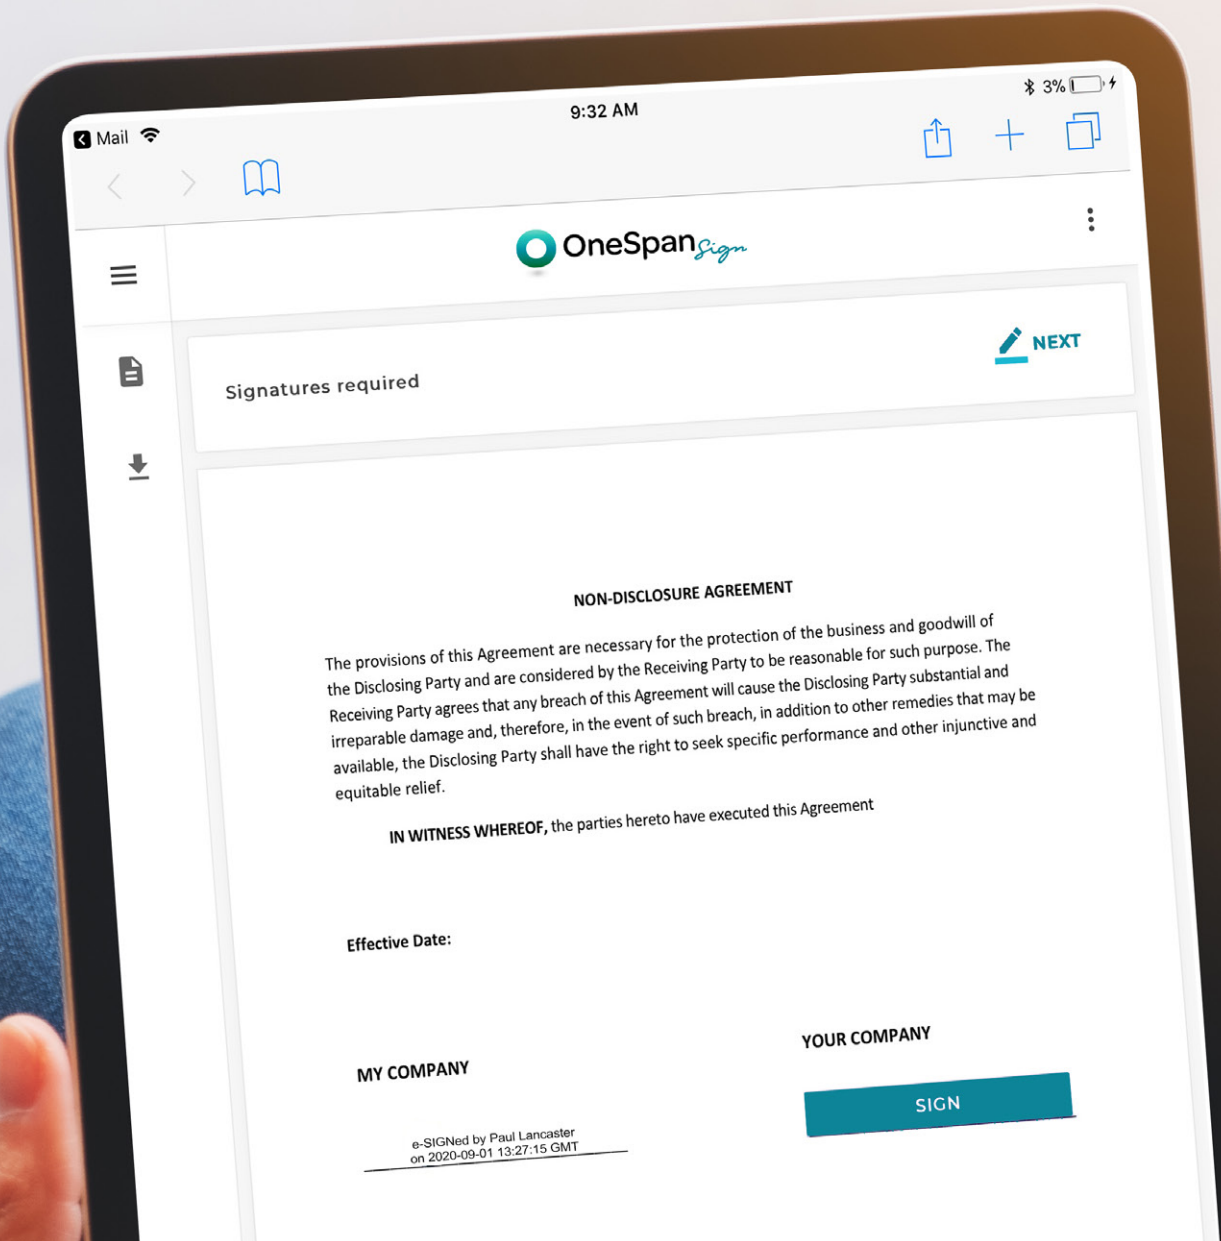 Mail
9:32 AM
3%
OneSpan Sign
Signatures required
NEXT
NON-DISCLOSURE AGREEMENT
The provisions of this Agreement are necessary for the protection of the business and goodwill of
the Disclosing Party and are considered by the Receiving Party to be reasonable for such purpose. The
Receiving Party agrees that any breach of this Agreement will cause the Disclosing Party substantial and
irreparable damage and, therefore, in the event of such breach, in addition to other remedies that may be
available, the Disclosing Party shall have the right to seek specific performance and other injunctive and
equitable relief.
IN WITNESS WHEREOF, the parties hereto have executed this Agreement
Effective Date:
MY COMPANY
YOUR COMPANY
SIGN
e-SIGNed by Paul Lancaster
on 2020-09-01 13:27:15 GMT